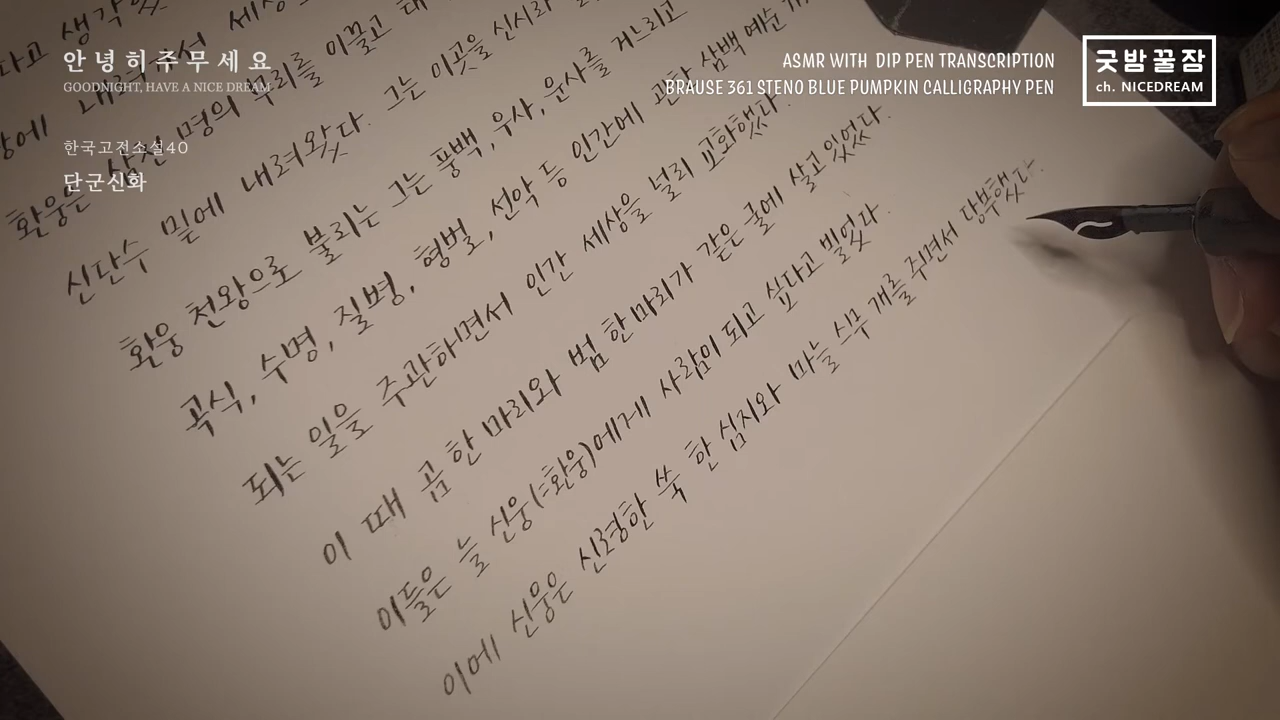 안녕히 주무세요
GOODNIGHT, HAVE A NICE DREAM
한국고전소설40
단군신화
ASMR WITH DIP PEN TRANSCRIPTION
BRAUSE 361 STENO BLUE PUMPKIN CALLIGRAPHY PEN
굿밤꿀잠
ch. NICEDREAM
다고 생각했
내려 세상
환웅은 삼천 명의 무리를 이끌고
신단수 밑에 내려왔다. 그는 이곳을 신시라
환웅 천왕으로 불리는 그는 풍백, 우사, 운사를 거느리고
곡식, 수명, 질병, 형벌, 선악 등 인간에 관한 삼백 예순
되는 일을 주관하면서 인간 세상을 널리 교화했다.
이 때 곰 한 마리와 범 한 마리가 같은 굴에 살고 있었다.
이들은 늘 신웅(=환웅)에게 사람이 되고 싶다고 빌었다.
이에 신웅은 신령한 쑥 한 심지와 마늘 스무 개를 주면서 당부했다.